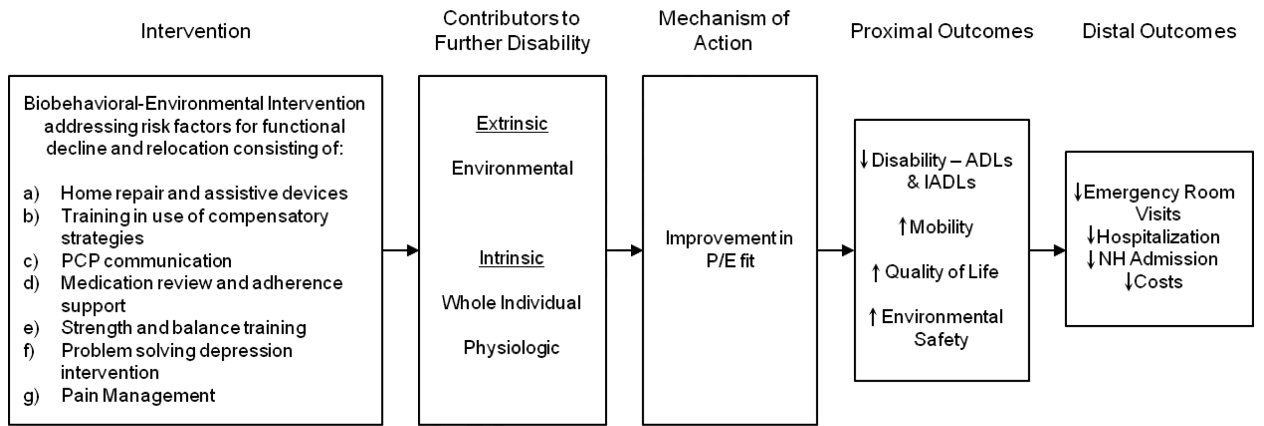 Intervention
Contributors to
Further Disability
Mechanism of
Action
Proximal Outcomes
Distal Outcomes
Biobehavioral-Environmental Intervention
addressing risk factors for functional
decline and relocation consisting of:
a) Home repair and assistive devices
b) Training in use of compensatory
strategies
c) PCP communication
d) Medication review and adherence
support
e) Strength and balance training
f) Problem solving depression
intervention
g) Pain Management
Extrinsic
Environmental
Intrinsic
Whole Individual
Physiologic
Improvement in
P/E fit
↓Disability – ADLs
& IADLs
↑Mobility
↑ Quality of Life
↑ Environmental
Safety
↓Emergency Room
Visits
↓Hospitalization
↓NH Admission
↓Costs